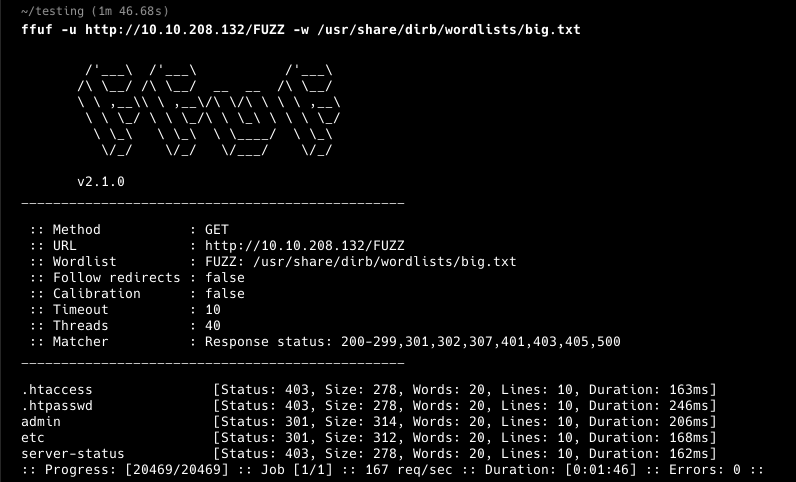 ~/testing (1m 46.68s)
ffuf -u http://10.10.208.132/FUZZ -w /usr/share/dirb/wordlists/big.txt
        /'___\  /'___\           /'___\
       /\ \__/ /\ \__/  __  __  /\ \__/
       \ \ ,__\\ \ ,__\/\ \/\ \ \ \ ,__\
        \ \ \_/ \ \ \_/\ \ \_\ \ \ \ \_/
         \ \_\   \ \_\  \ \____/  \ \_\
          \/_/    \/_/   \/___/    \/_/
       v2.1.0
________________________________________________
 :: Method           : GET
 :: URL              : http://10.10.208.132/FUZZ
 :: Wordlist         : FUZZ: /usr/share/dirb/wordlists/big.txt
 :: Follow redirects : false
 :: Calibration      : false
 :: Timeout          : 10
 :: Threads          : 40
 :: Matcher          : Response status: 200-299,301,302,307,401,403,405,500
________________________________________________
.htaccess               [Status: 403, Size: 278, Words: 20, Lines: 10, Duration: 163ms]
.htpasswd               [Status: 403, Size: 278, Words: 20, Lines: 10, Duration: 246ms]
admin                   [Status: 301, Size: 314, Words: 20, Lines: 10, Duration: 206ms]
etc                     [Status: 301, Size: 312, Words: 20, Lines: 10, Duration: 168ms]
server-status           [Status: 403, Size: 278, Words: 20, Lines: 10, Duration: 162ms]
:: Progress: [20469/20469] :: Job [1/1] :: 167 req/sec :: Duration: [0:01:46] :: Errors: 0 ::